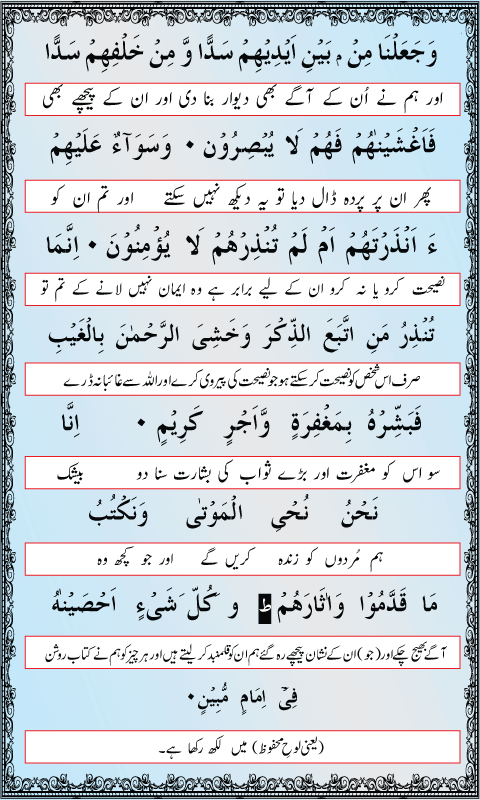 وَجَعَلْنَا مِنْۢ بَيْنِ اَيْدِيْهِمْ سَدًّا وَّ مِنْ خَلْفِهِمْ سَدًّا
اور ہم نے اُن کے آگے بھی دیوار بنا دی اور ان کے پیچھے بھی
فَاَغْشَيْنٰهُمْ فَهُمْ لَا يُبْصِرُوْن ۰ وَسَوَآءٌ عَلَيْهِمْ
پھر ان پر پردہ ڈال دیا تو یہ دیکھ نہیں سکتے اور تم ان کو
ءَ اَنْذَرْتَهُمْ اَمْ لَمْ تُنْذِرْهُمْ لَا يُؤْمِنُوْنَ ۰ اِنَّمَا
نصیحت کرو یا نہ کرو ان کے لیے برابر ہے وہ ایمان نہیں لانے کے تم تو
تُنْذِرُ مَنِ اتَّبَعَ الذِّكْرَ وَخَشِىَ الرَّحْمٰنَ بِالْغَيْبِ
صرف اس شخص کو نصیحت کر سکتے ہو جو نصیحت کی پیروی کرے اور اللہ سے غائبانہ ڈرے
فَبَشِّرْهُ بِمَغْفِرَةٍ وَّاَجْرٍ كَرِيْمٍ ۰ اِنَّا
سو اس کو مغفرت اور بڑے ثواب کی بشارت سنا دو بیشک
نَحْنُ نُحْيِ الْمَوْتٰى وَنَكْتُبُ
ہم مُردوں کو زندہ کریں گے اور جو کچھ وہ
مَا قَدَّمُوْا وَاٰثَارَهُمْ ط وَ كُلَّ شَىْءٍ اَحْصَيْنٰهُ
آگے بھیج چکے اور (جو) ان کے نشان پیچھے رہ گئے ہم ان کو قلمبند کر لیتے ہیں اور ہر چیز کو ہم نے کتاب روشن
فِىْ اِمَامٍ مُّبِيْنٍ ۰
(یعنی لوح محفوظ) میں لکھ رکھا ہے۔